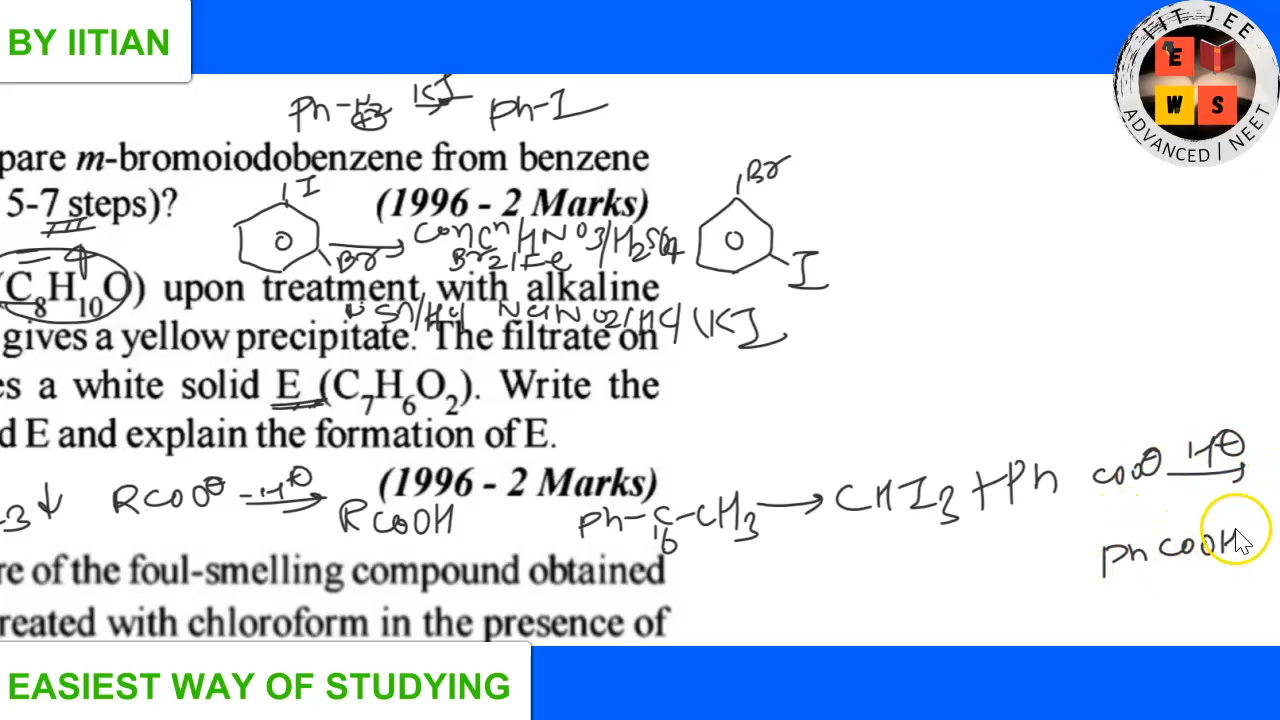 BY IITIAN
IIT JEE
E
W S
ADVANCED | NEET
Ph- KI Ph-I
pare m-bromoiodobenzene from benzene
5-7 steps)? (1996 - 2 Marks)
III
I
Br
Concn/HNO3/H2SO4
Br2/Fe
Br
I
(C8H10O) upon treatment with alkaline
Sn/HCl NaNO2/HCl/KI
gives a yellow precipitate. The filtrate on
es a white solid E (C7H6O2). Write the
d E and explain the formation of E.
(1996 - 2 Marks)
-3↓ RCOO⊖ H⊕ RCOOH
Ph-C-CH3 → CHI3 + Ph COO⊖ H⊕
PhCOOH
re of the foul-smelling compound obtained
reated with chloroform in the presence of
EASIEST WAY OF STUDYING